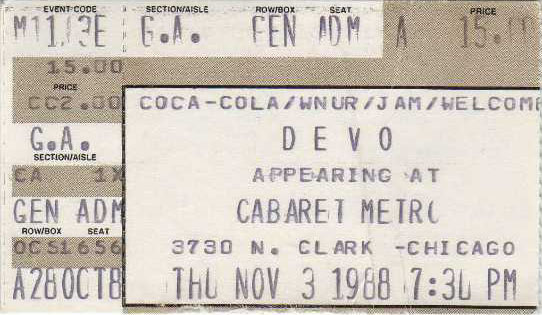 EVENT CODE SECTION/AISLE ROW/BOX SEAT PRICE
M1103E G.A. GEN ADM A 15.00
15.00
PRICE
CC2.00 COCA-COLA/WNUR/JAM/WELCOME
G.A. DEVO
SECTION/AISLE
CA 1X APPEARING AT
GEN ADM CABARET METRO
ROW/BOX SEAT
OCS1656 3730 N. CLARK -CHICAGO
A28OCT8 THU NOV 3 1988 7:30 PM